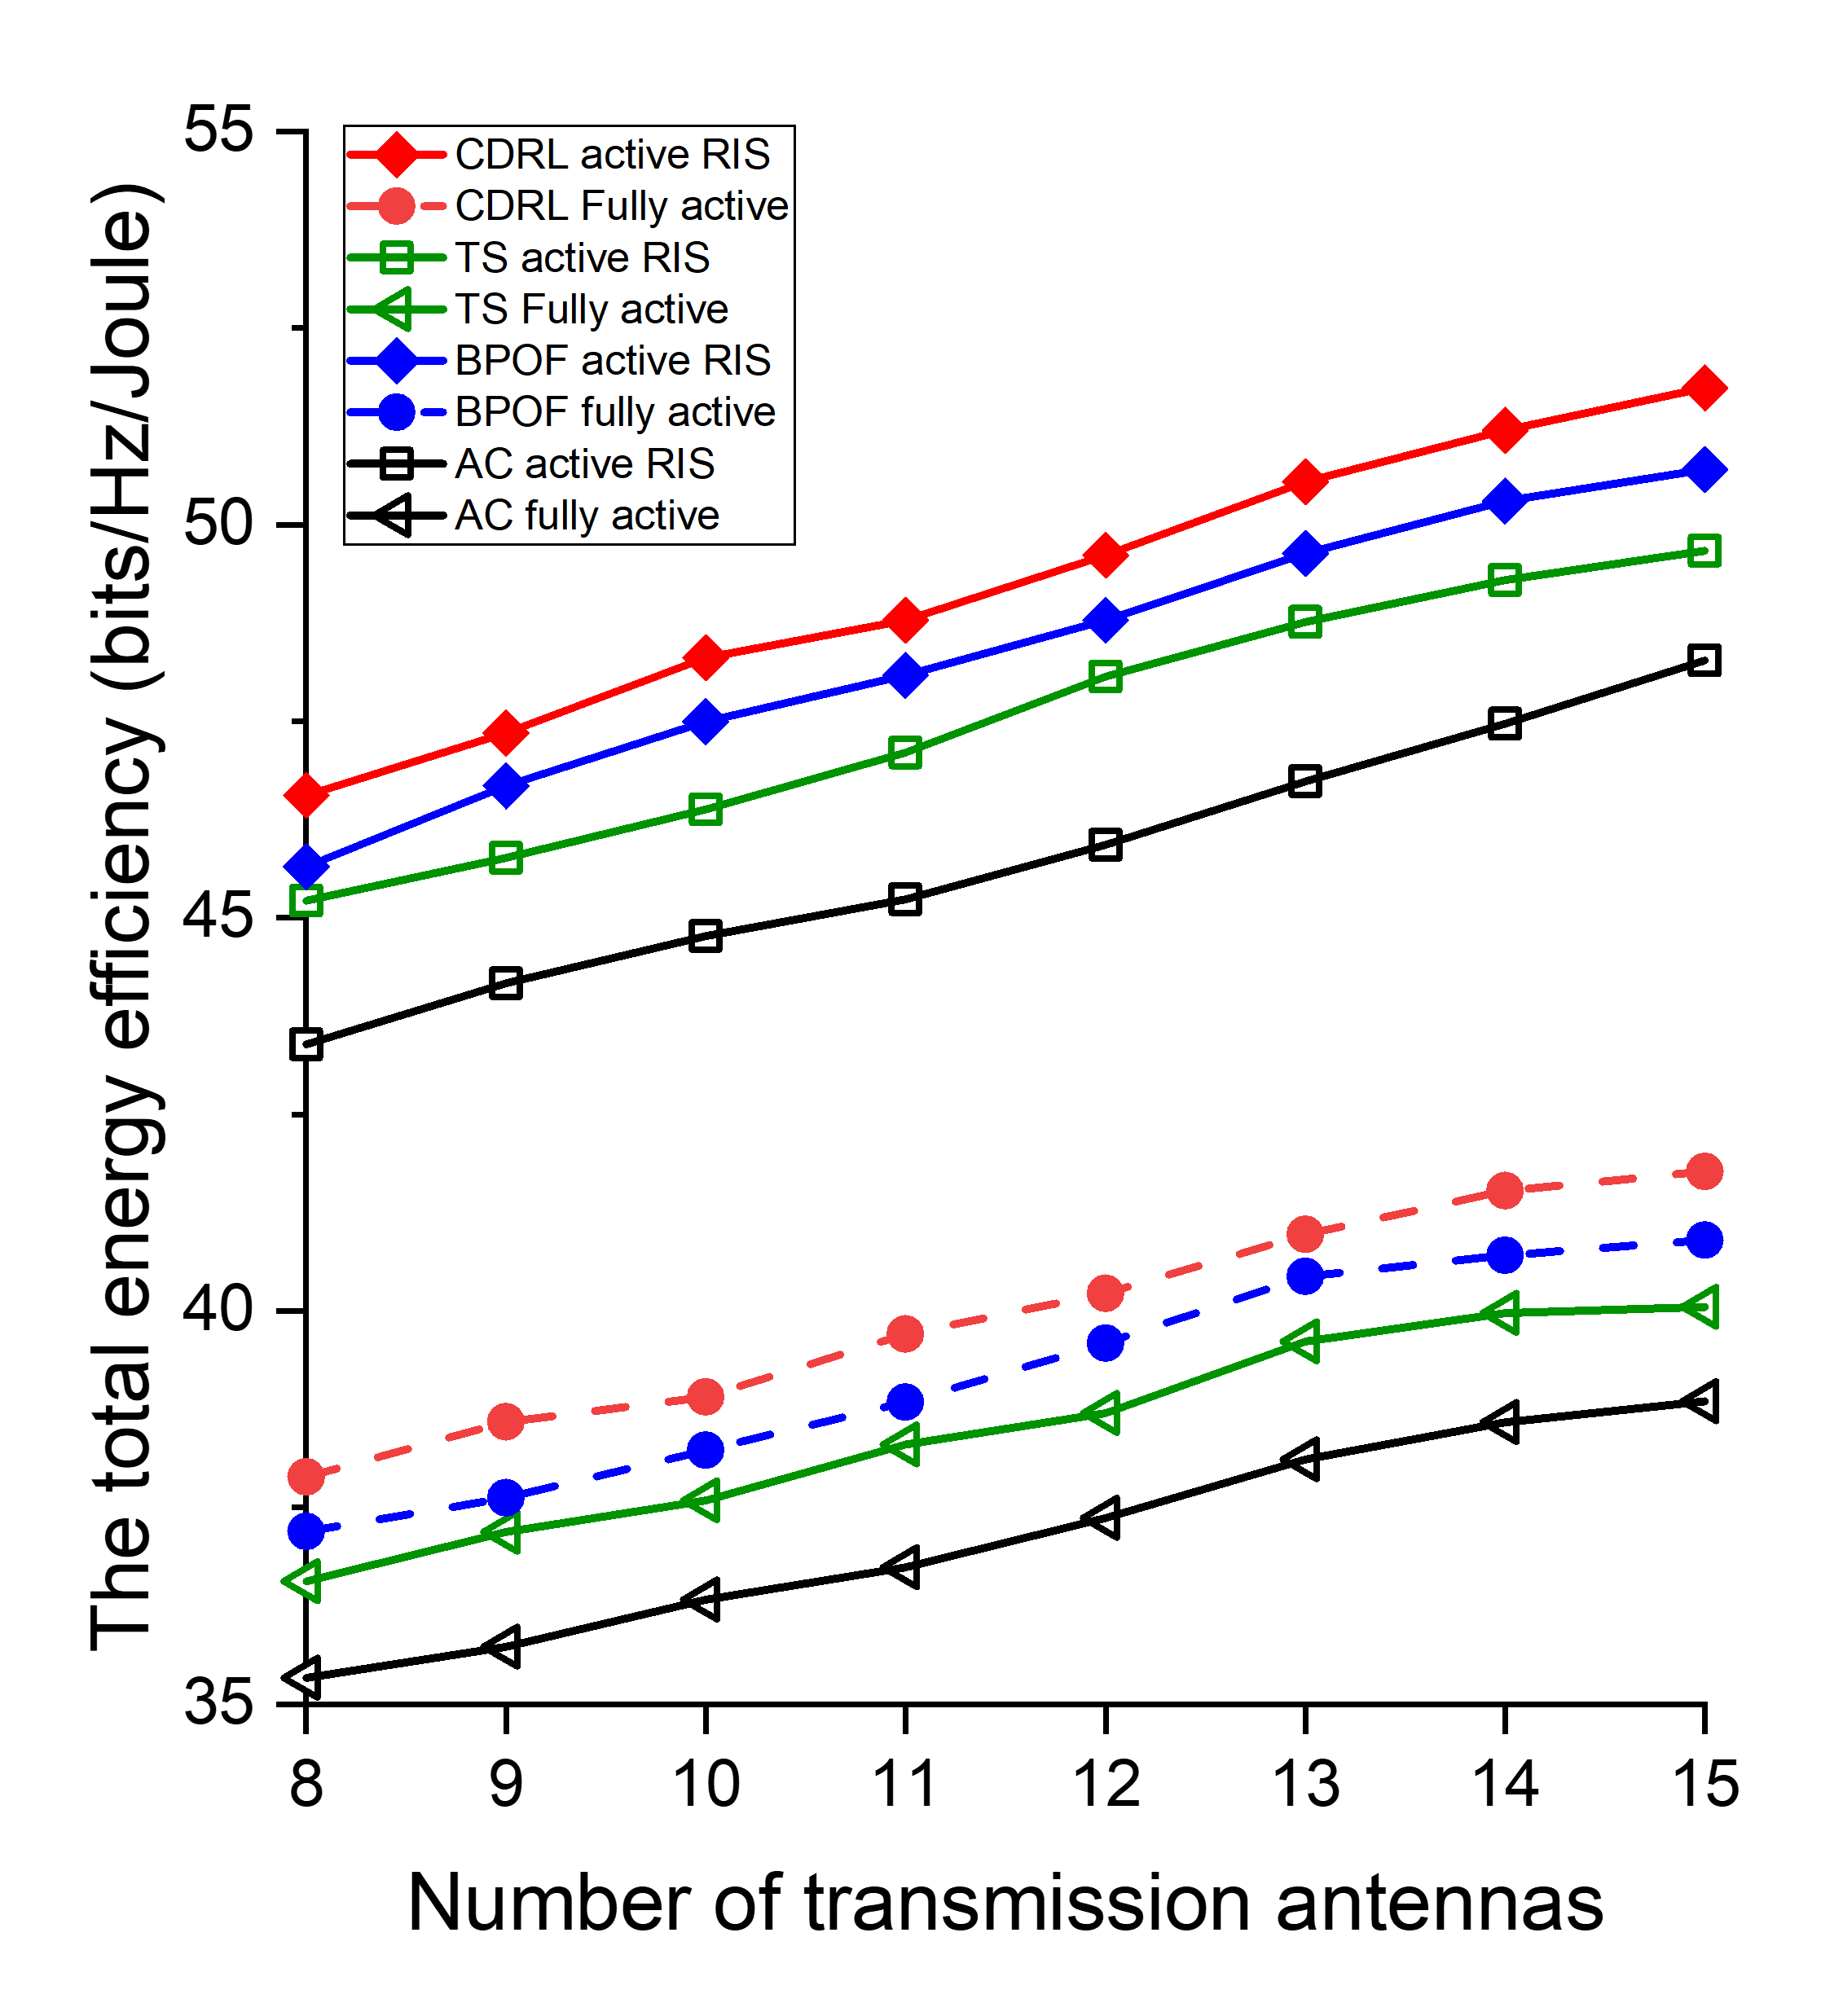 The total energy efficiency (bits/Hz/Joule)
55
50
45
40
35
CDRL active RIS
CDRL Fully active
TS active RIS
TS Fully active
BPOF active RIS
BPOF fully active
AC active RIS
AC fully active
8 9 10 11 12 13 14 15
Number of transmission antennas